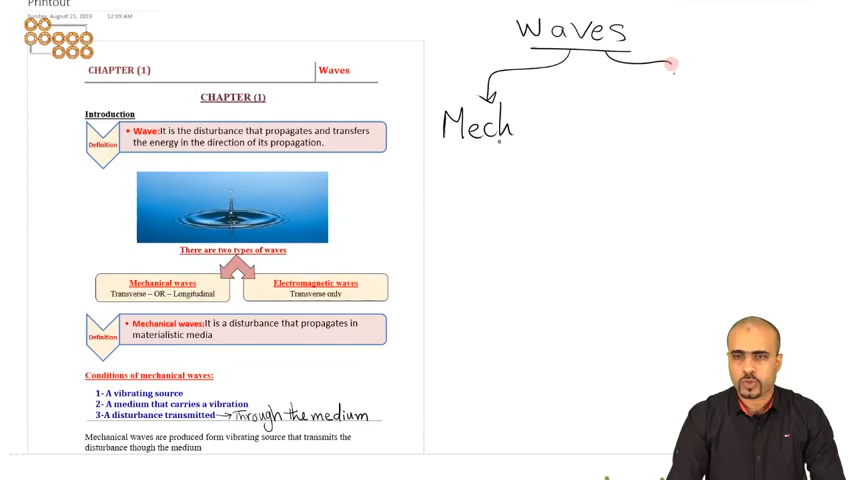 Printout
Sunday, August 25, 2019 12:09 AM
CHAPTER (1) Waves
CHAPTER (1)
Introduction
Definition
• Wave:It is the disturbance that propagates and transfers
the energy in the direction of its propagation.
There are two types of waves
Mechanical waves
Transverse – OR – Longitudinal
Electromagnetic waves
Transverse only
Definition
• Mechanical waves:It is a disturbance that propagates in
materialistic media
Conditions of mechanical waves:
1- A vibrating source
2- A medium that carries a vibration
3-A disturbance transmitted → Through the medium
Mechanical waves are produced form vibrating source that transmits the
disturbance though the medium
Waves
Mech